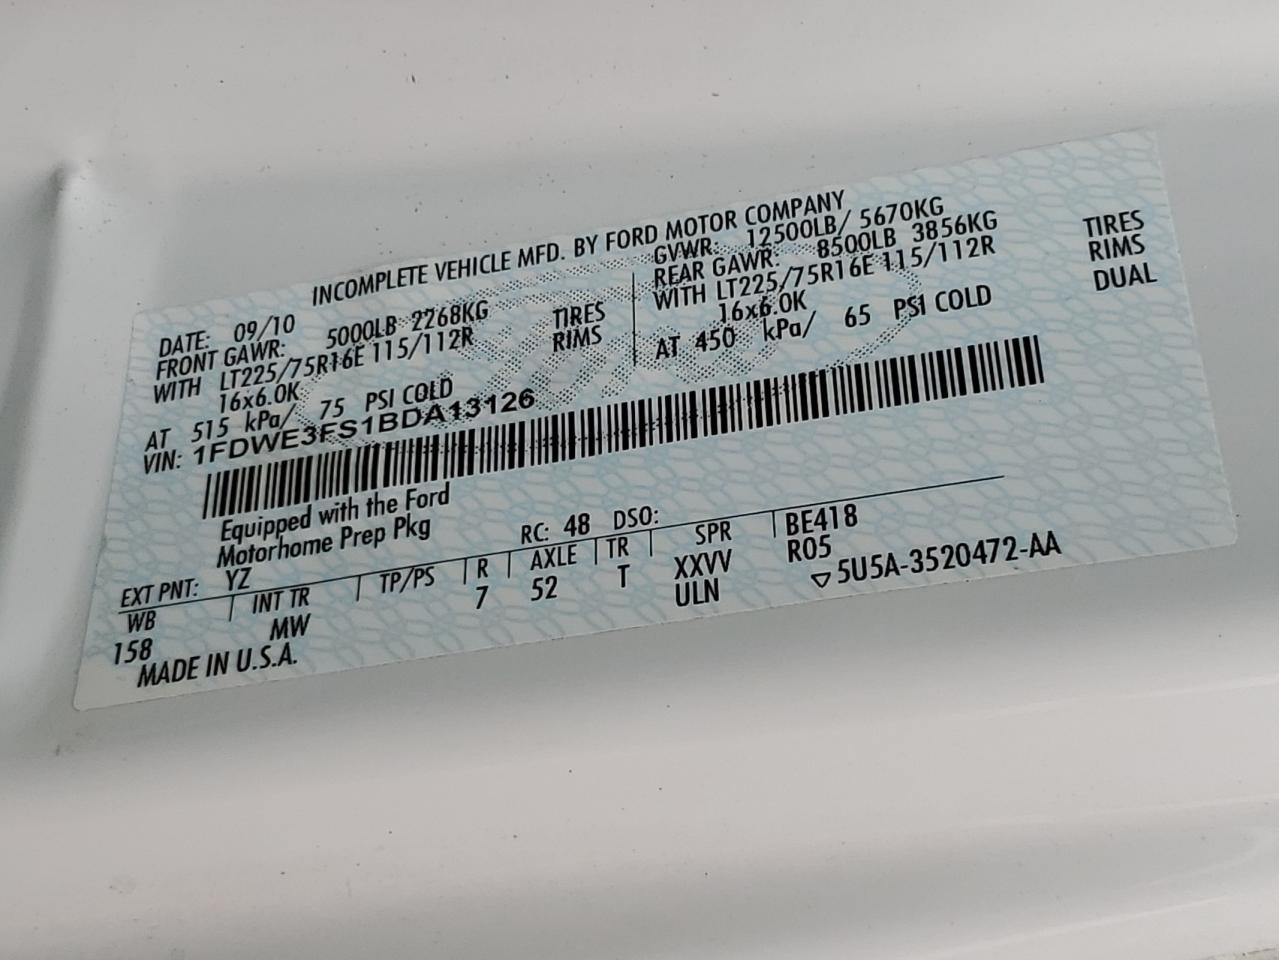 INCOMPLETE VEHICLE MFD. BY FORD MOTOR COMPANY
DATE: 09/10
FRONT GAWR: 5000LB 2268KG
WITH LT225/75R16E 115/112R TIRES
16x6.0K RIMS
AT 515 kPa/ 75 PSI COLD
GVWR: 12500LB/ 5670KG
REAR GAWR: 8500LB 3856KG
WITH LT225/75R16E 115/112R TIRES
16x6.0K RIMS
AT 450 kPa/ 65 PSI COLD DUAL
VIN: 1FDWE3FS1BDA13126
Equipped with the Ford
Motorhome Prep Pkg
EXT PNT: YZ RC: 48 DSO:
WB INT TR TP/PS R AXLE TR SPR BE418
158 MW 7 52 T XXVV R05
ULN
MADE IN U.S.A. ▽5U5A-3520472-AA